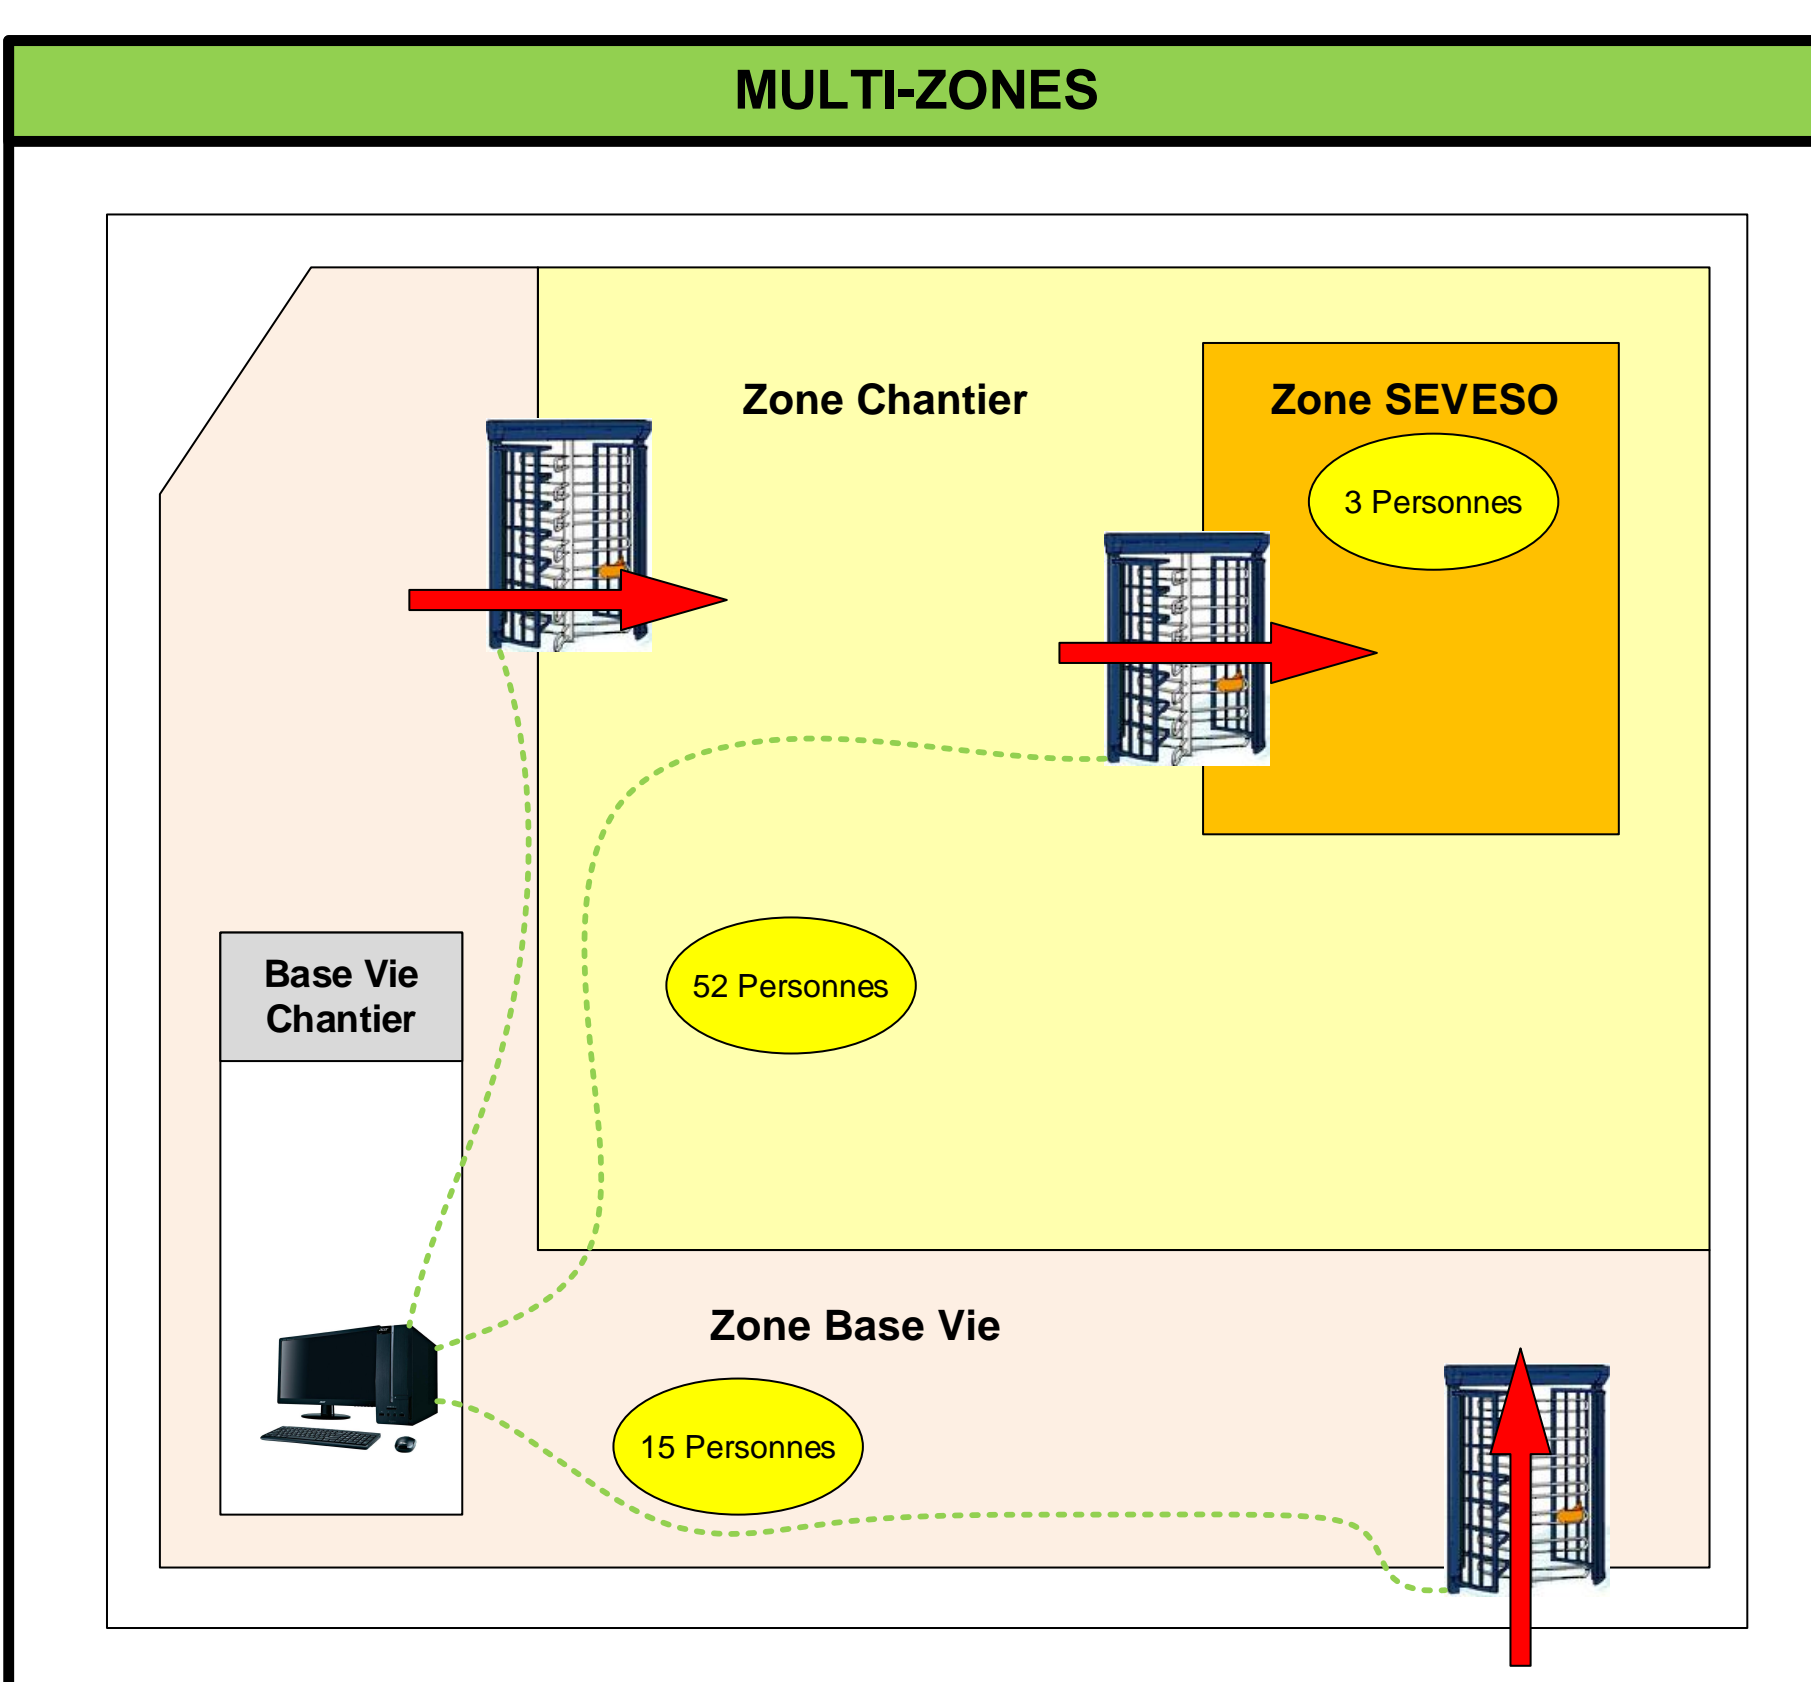 MULTI-ZONES
Zone Chantier
Zone SEVESO
3 Personnes
52 Personnes
Base Vie
Chantier
Zone Base Vie
15 Personnes